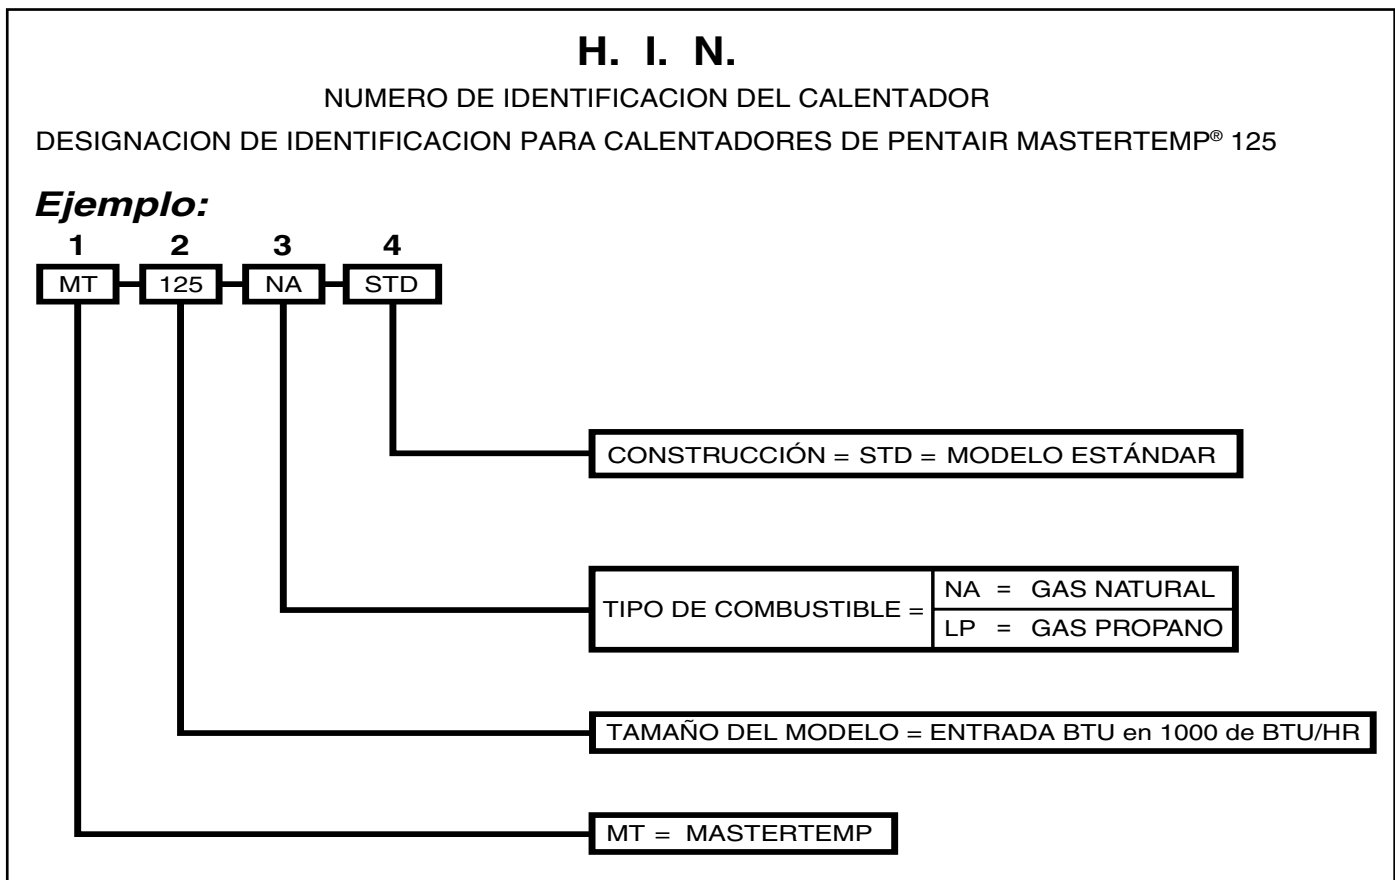 H. I. N.
NUMERO DE IDENTIFICACION DEL CALENTADOR
DESIGNACION DE IDENTIFICACION PARA CALENTADORES DE PENTAIR MASTERTEMP® 125
Ejemplo:
1 2 3 4
MT 125 NA STD
CONSTRUCCIÓN = STD = MODELO ESTÁNDAR
TIPO DE COMBUSTIBLE =
NA = GAS NATURAL
LP = GAS PROPANO
TAMAÑO DEL MODELO = ENTRADA BTU en 1000 de BTU/HR
MT = MASTERTEMP